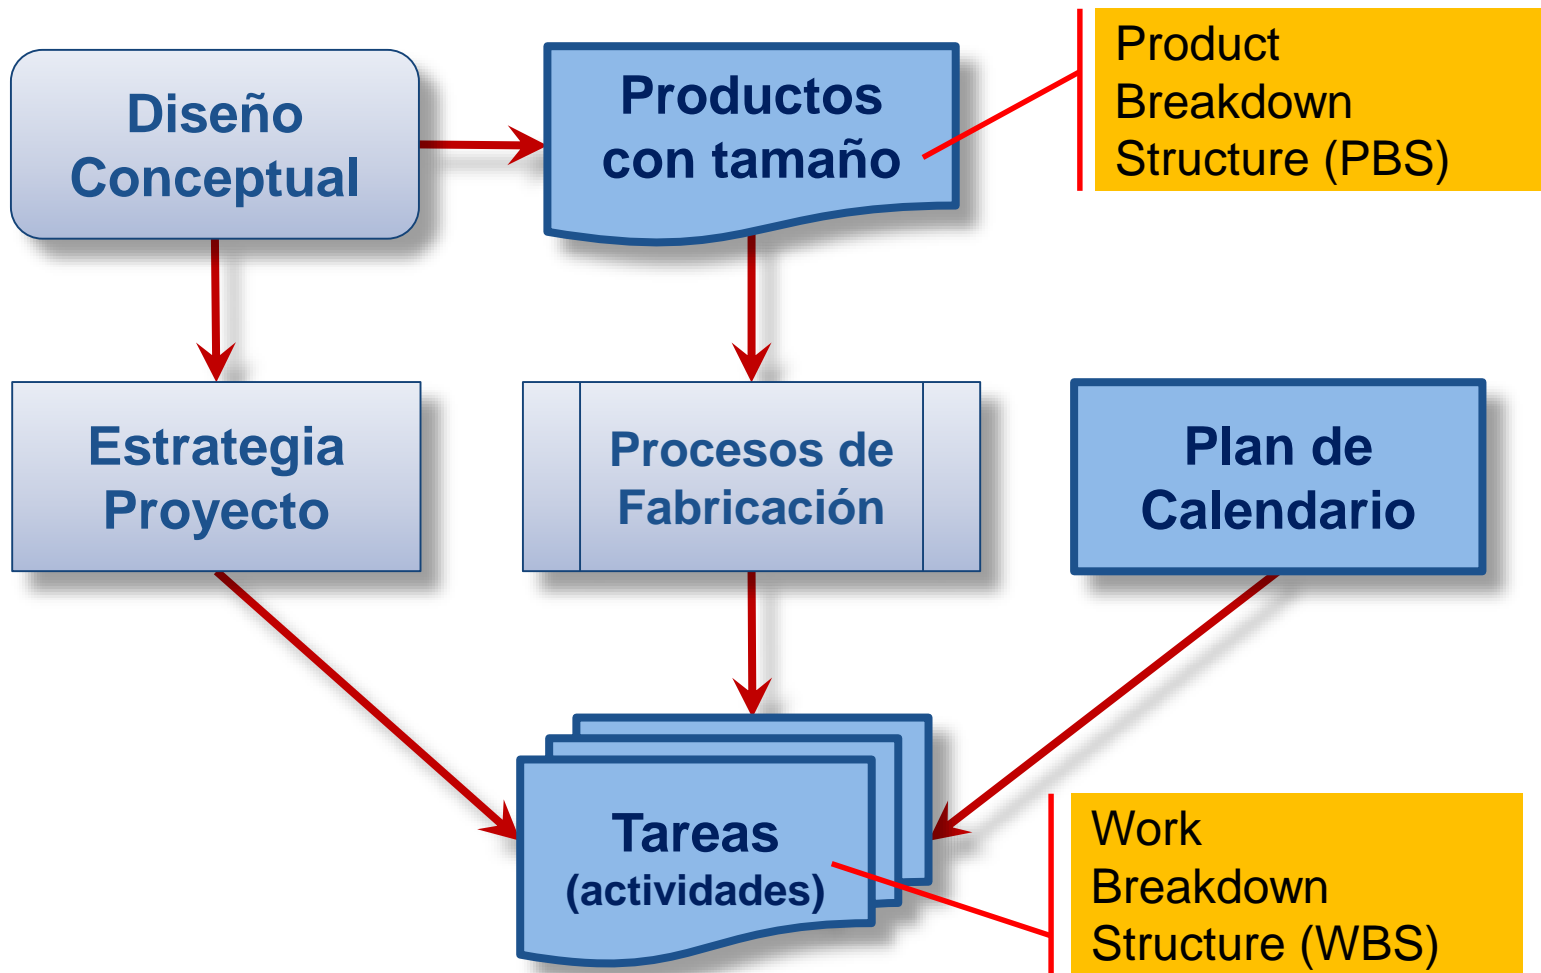 Diseño
Conceptual
Productos
con tamaño
Product
Breakdown
Structure (PBS)
Estrategia
Proyecto
Procesos de
Fabricación
Plan de
Calendario
Tareas
(actividades)
Work
Breakdown
Structure (WBS)